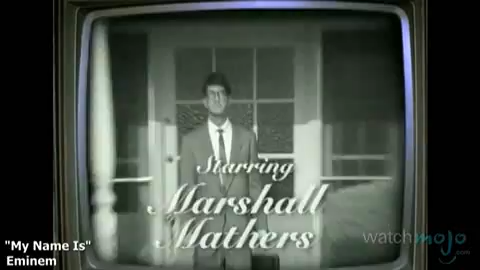 Starring
Marshall
Mathers
watchmojo
.com
"My Name Is"
Eminem